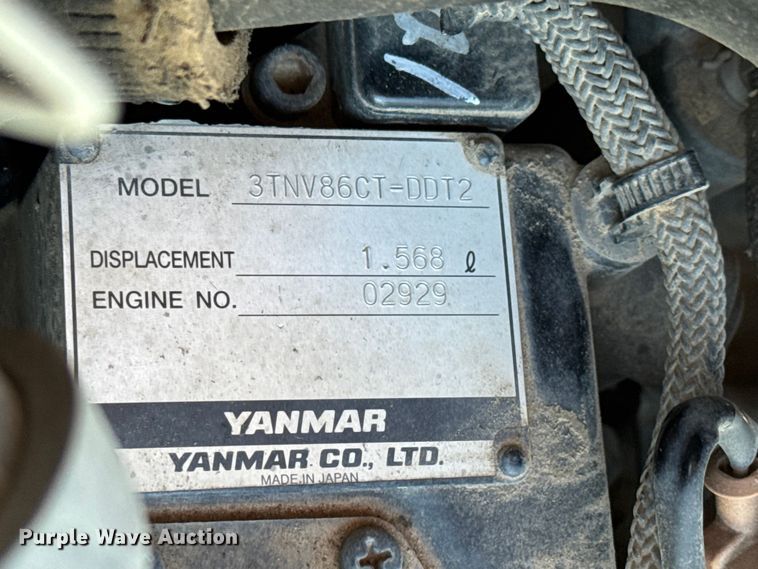 MODEL 3TNV86CT-DDT2
DISPLACEMENT 1.568 ℓ
ENGINE NO. 02929
YANMAR
YANMAR CO., LTD.
MADE IN JAPAN
Purple Wave Auction